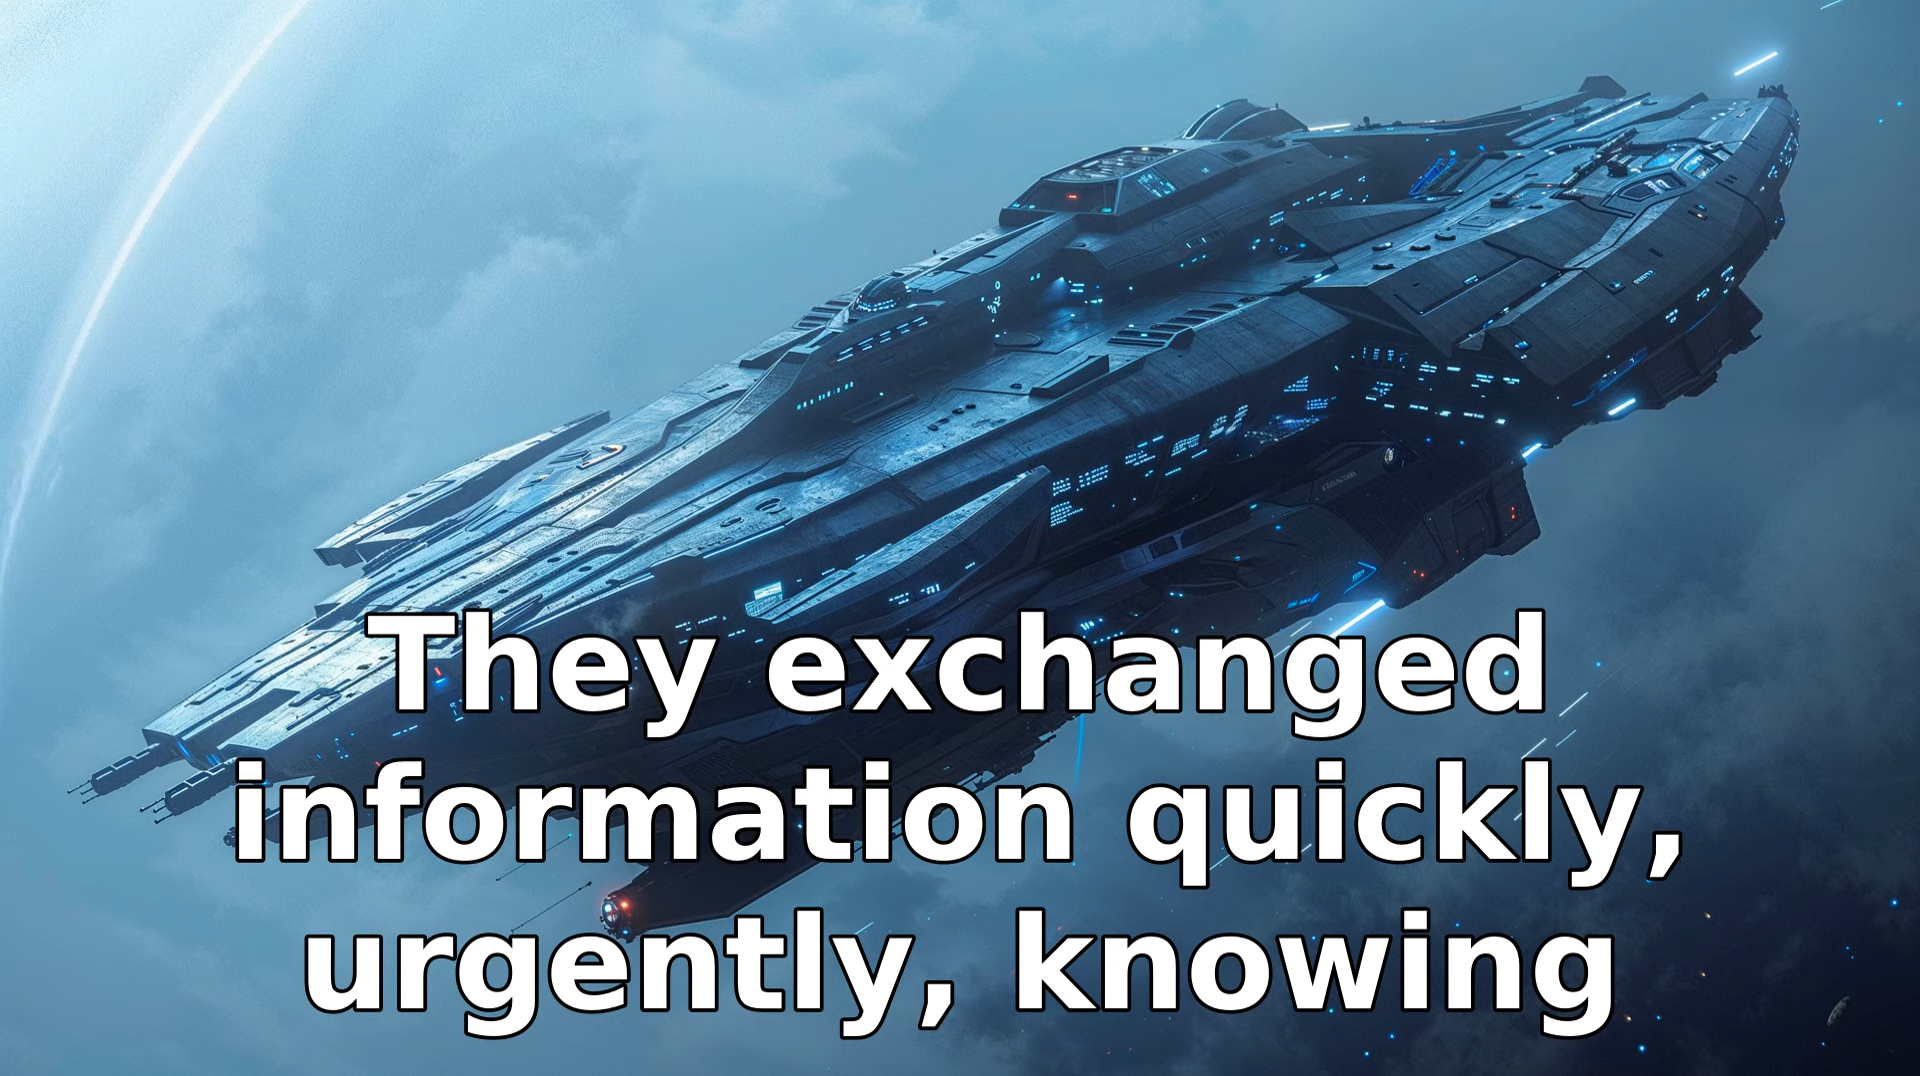 They exchanged
information quickly,
urgently, knowing